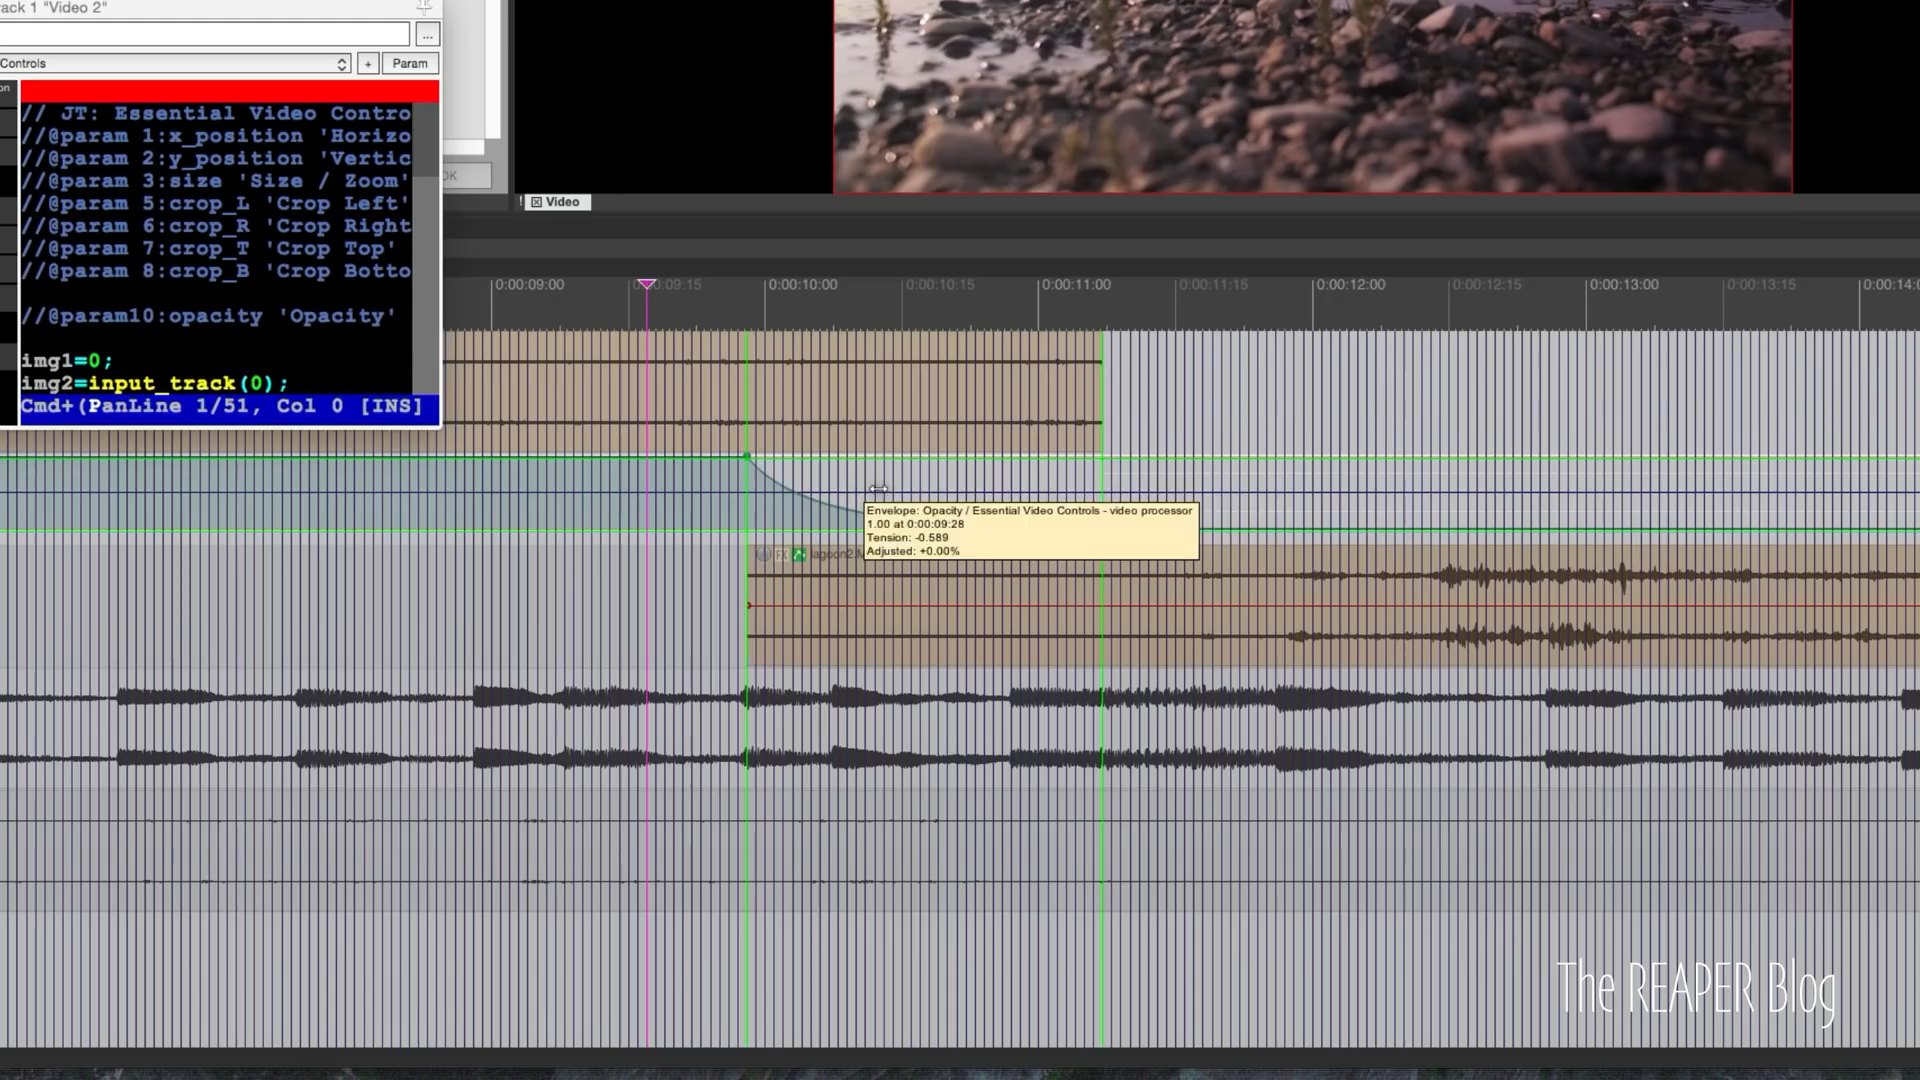 ack 1 "Video 2"
...
Controls
+
Param
on
// JT: Essential Video Contro
//@param 1:x_position 'Horizo
//@param 2:y_position 'Vertic
//@param 3:size 'Size / Zoom'
//@param 5:crop_L 'Crop Left'
//@param 6:crop_R 'Crop Right
//@param 7:crop_T 'Crop Top'
//@param 8:crop_B 'Crop Botto
//@param10:opacity 'Opacity'
img1=0;
img2=input_track(0);
Cmd+(PanLine 1/51, Col 0 [INS]
OK
! Video
0:00:09:00
0:00:09:15
0:00:10:00
0:00:10:15
0:00:11:00
0:00:11:15
0:00:12:00
0:00:12:15
0:00:13:00
0:00:13:15
0:00:14:0
Envelope: Opacity / Essential Video Controls - video processor
1.00 at 0:00:09:28
Tension: -0.589
Adjusted: +0.00%
FX lagoon2.M
The REAPER Blog